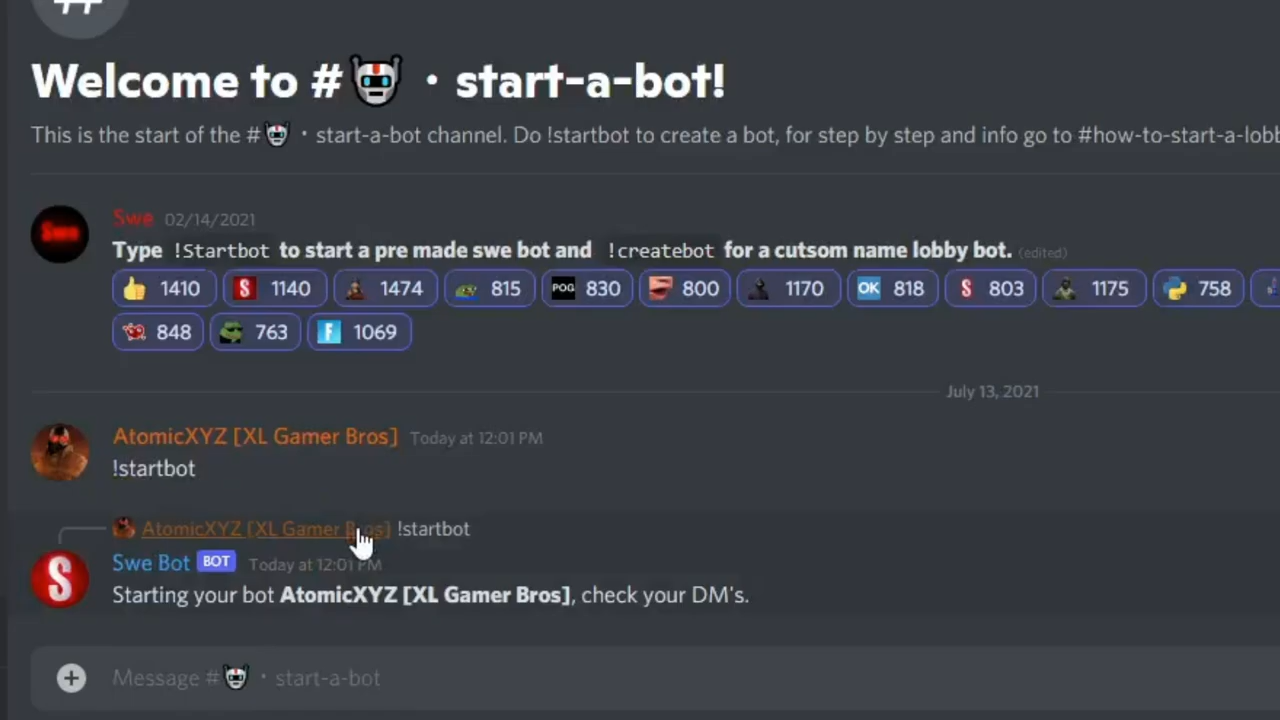 Welcome to # • start-a-bot!
This is the start of the # • start-a-bot channel. Do !startbot to create a bot, for step by step and info go to #how-to-start-a-lobb
Swe
Swe 02/14/2021
Type !Startbot to start a pre made swe bot and !createbot for a cutsom name lobby bot. (edited)
1410 S 1140 1474 815 POG 830 800 1170 OK 818 S 803 1175 758
848 763 F 1069
July 13, 2021
AtomicXYZ [XL Gamer Bros] Today at 12:01 PM
!startbot
AtomicXYZ [XL Gamer Bros] !startbot
S
Swe Bot BOT Today at 12:01 PM
Starting your bot AtomicXYZ [XL Gamer Bros], check your DM's.
Message # • start-a-bot